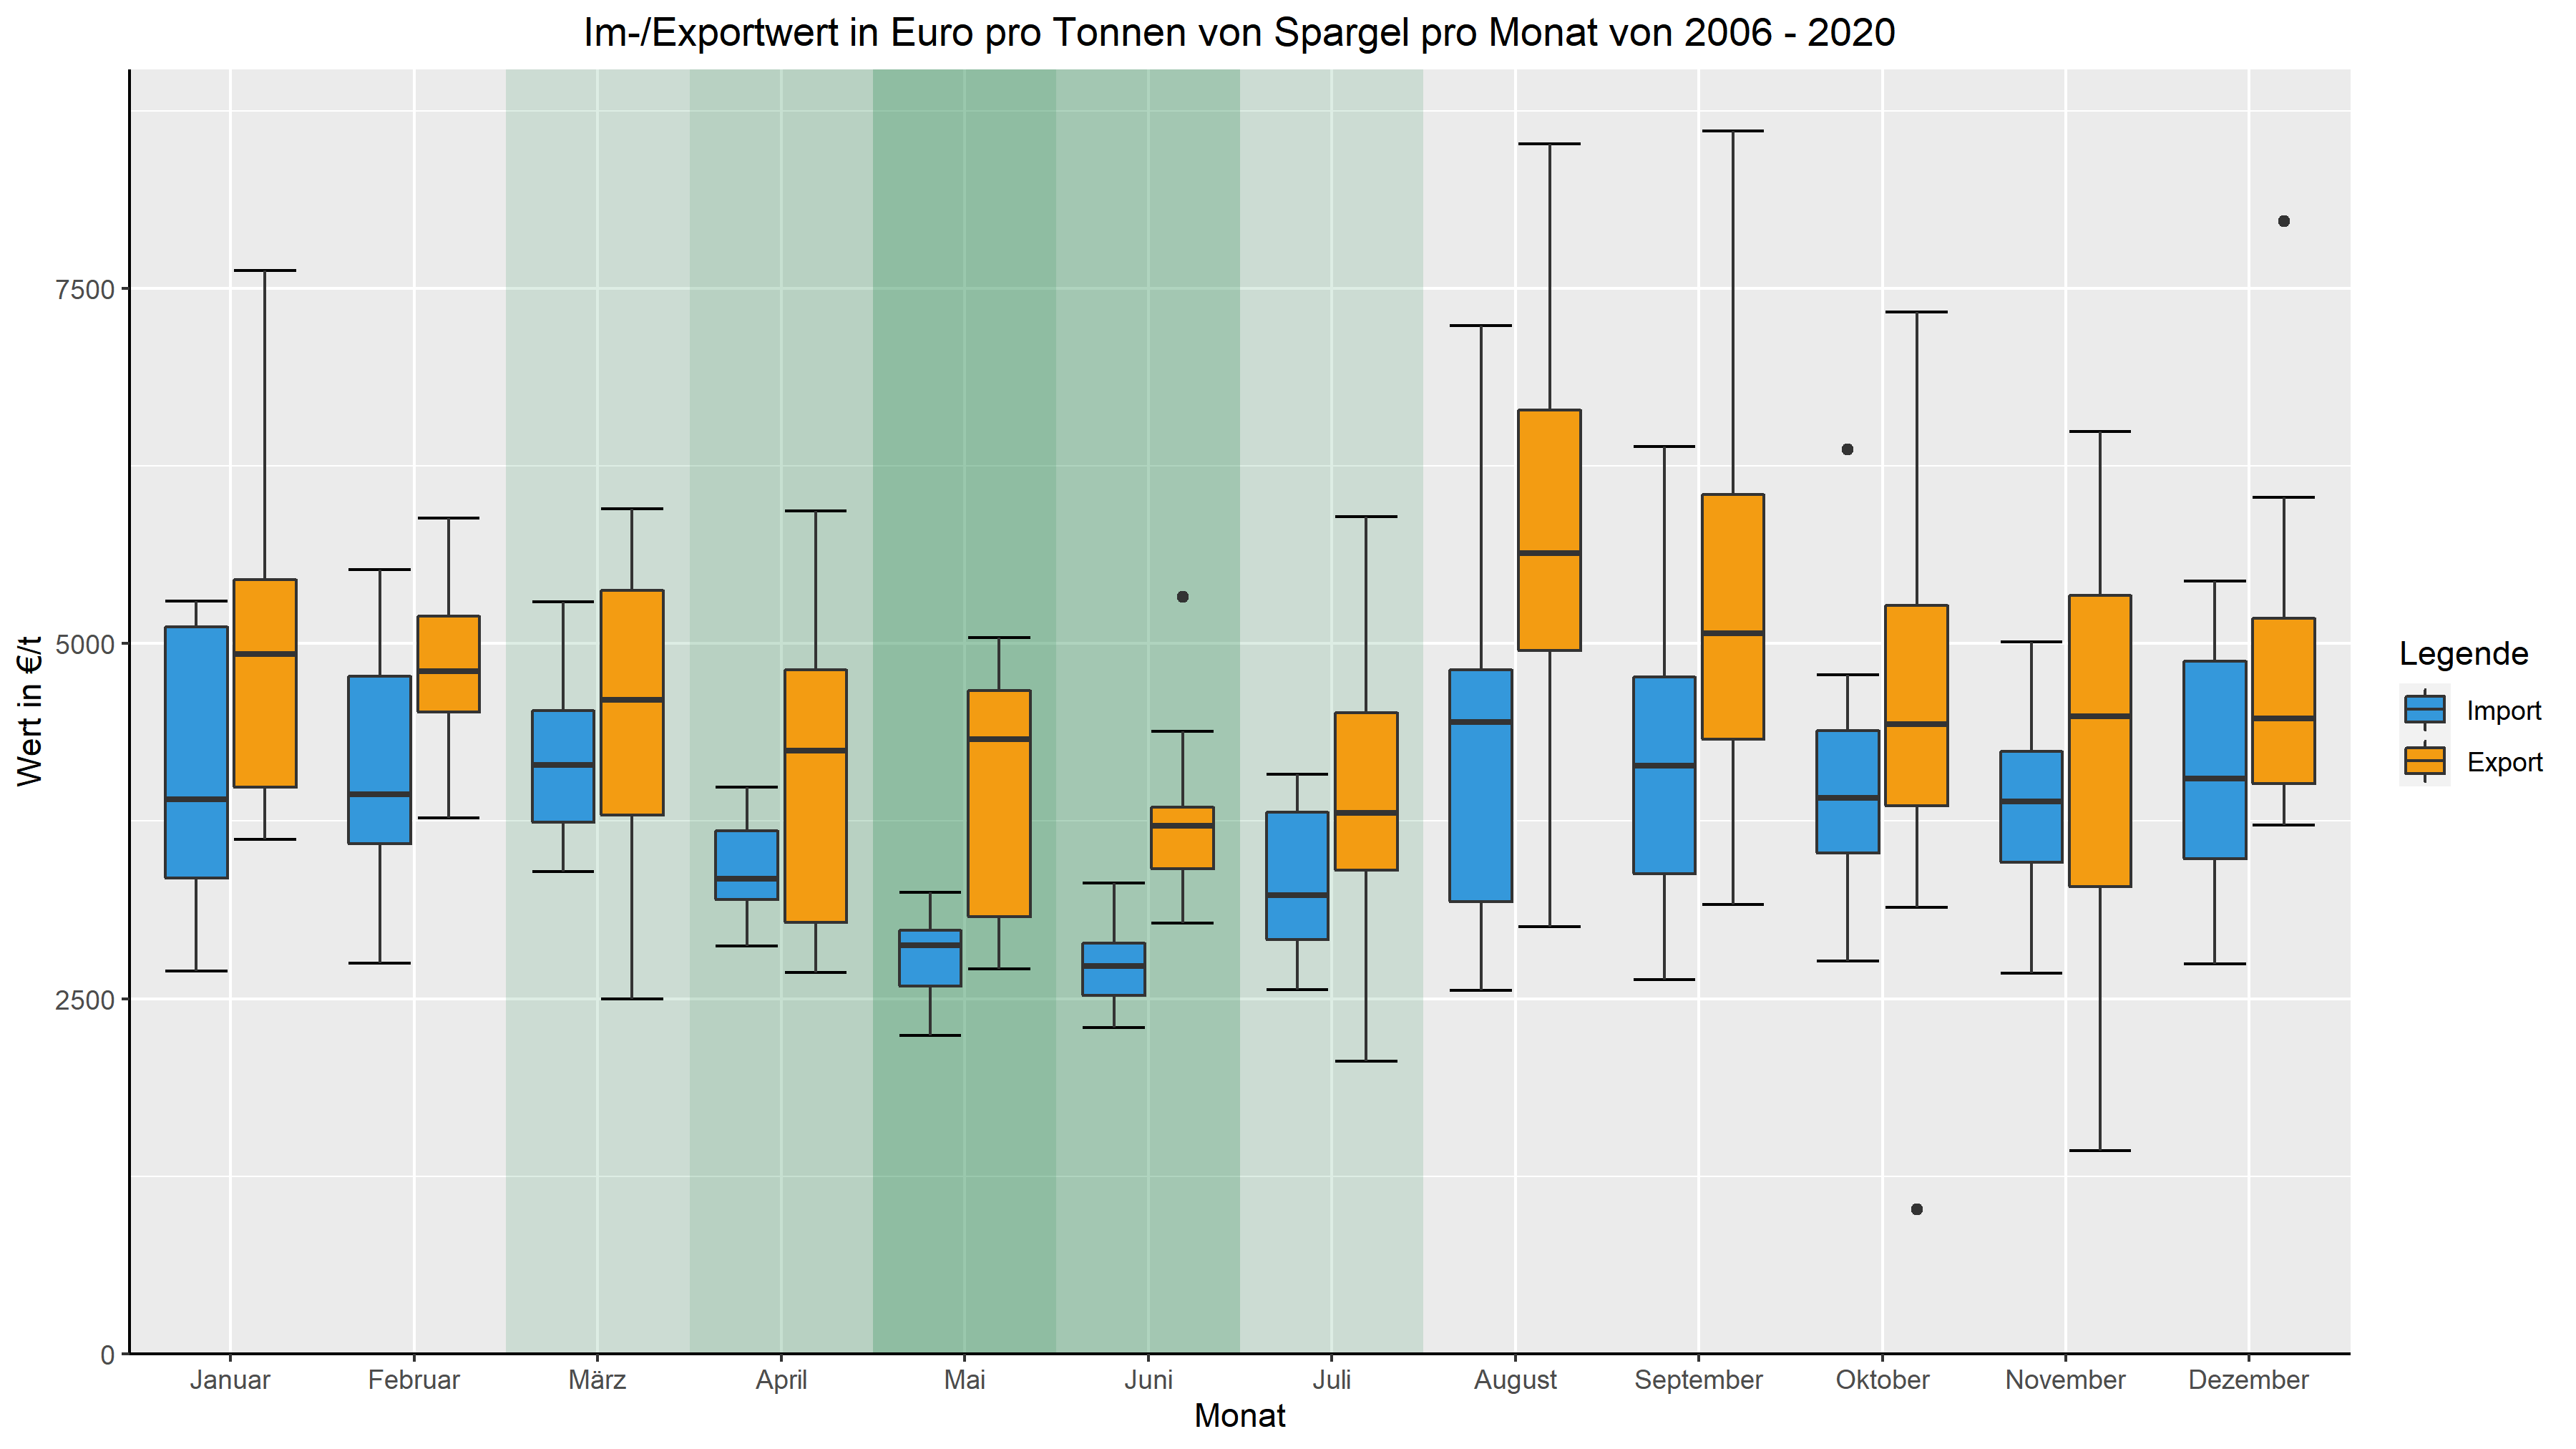 Im-/Exportwert in Euro pro Tonnen von Spargel pro Monat von 2006 - 2020
Wert in €/t
7500
5000
2500
0
Januar Februar März April Mai Juni Juli August September Oktober November Dezember
Monat
Legende
Import
Export